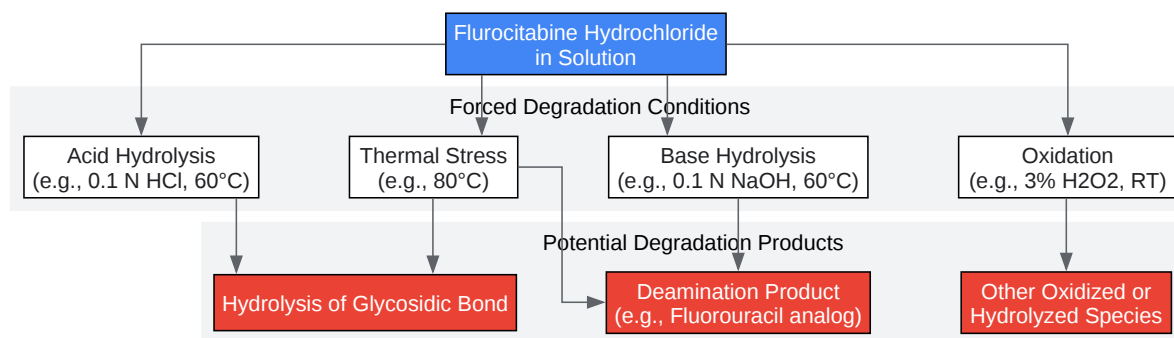 Flurocitabine Hydrochloride
in Solution
Forced Degradation Conditions
Acid Hydrolysis
(e.g., 0.1 N HCl, 60°C)
Thermal Stress
(e.g., 80°C)
Base Hydrolysis
(e.g., 0.1 N NaOH, 60°C)
Oxidation
(e.g., 3% H2O2, RT)
Potential Degradation Products
Hydrolysis of Glycosidic Bond
Deamination Product
(e.g., Fluorouracil analog)
Other Oxidized or
Hydrolyzed Species